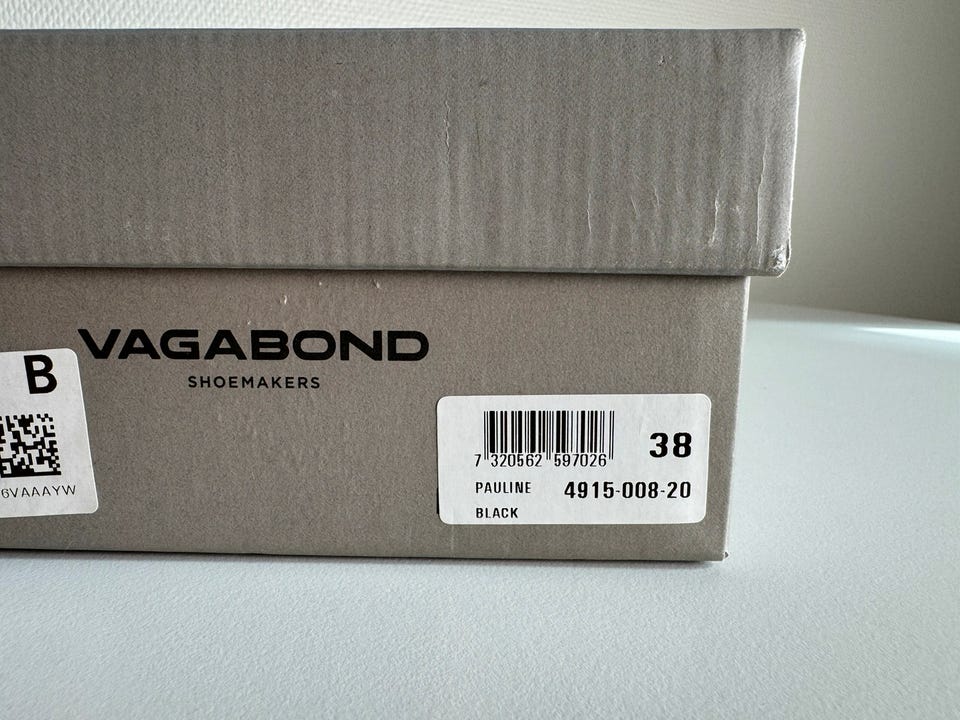 VAGABOND
SHOEMAKERS
B
6VAAAYW
7 320562 597026
38
PAULINE 4915-008-20
BLACK